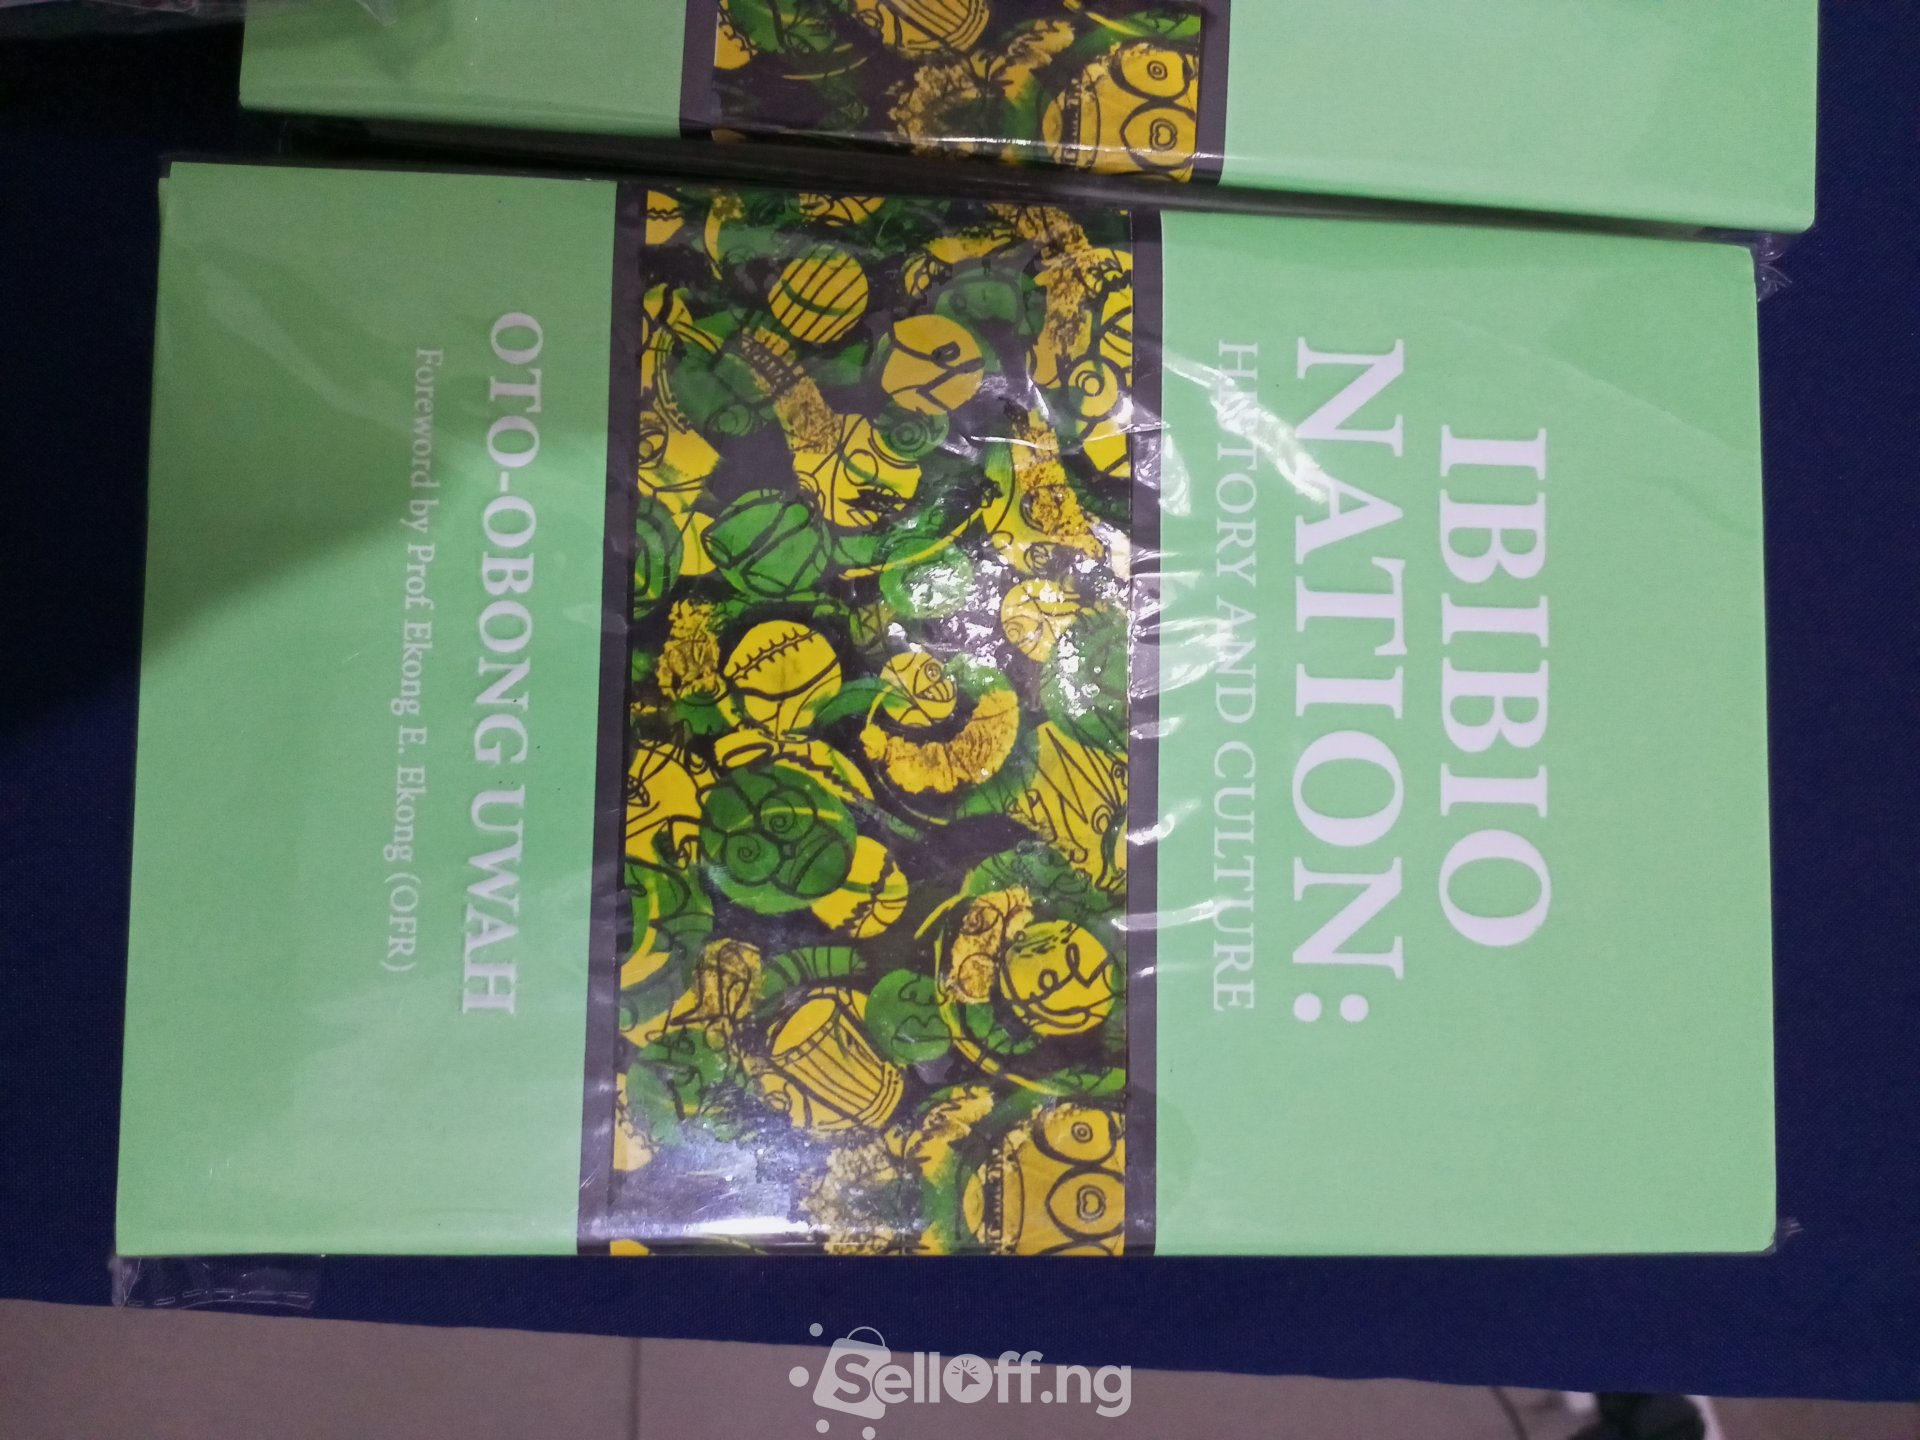 IBIBIO
NATION:
HISTORY AND CULTURE
OTO-OBONG UWAH
Foreword by Prof. Ekong E. Ekong (OFR)
SellOff.ng